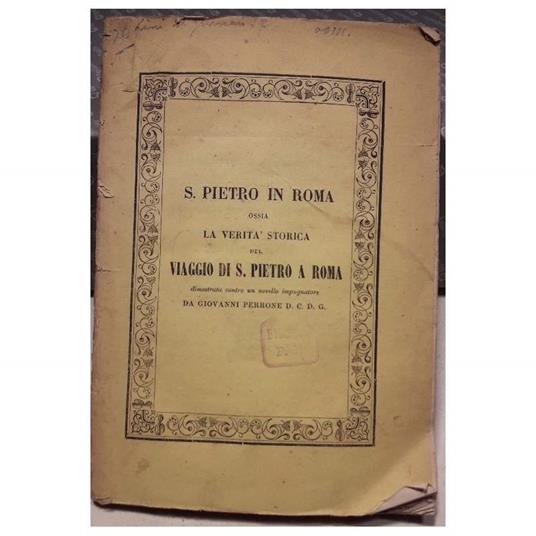 S. PIETRO IN ROMA
OSSIA
LA VERITA' STORICA
DEL
VIAGGIO DI S. PIETRO A ROMA
dimostrata contro un novello impugnatore
DA GIOVANNI PERRONE D. C. D. G.